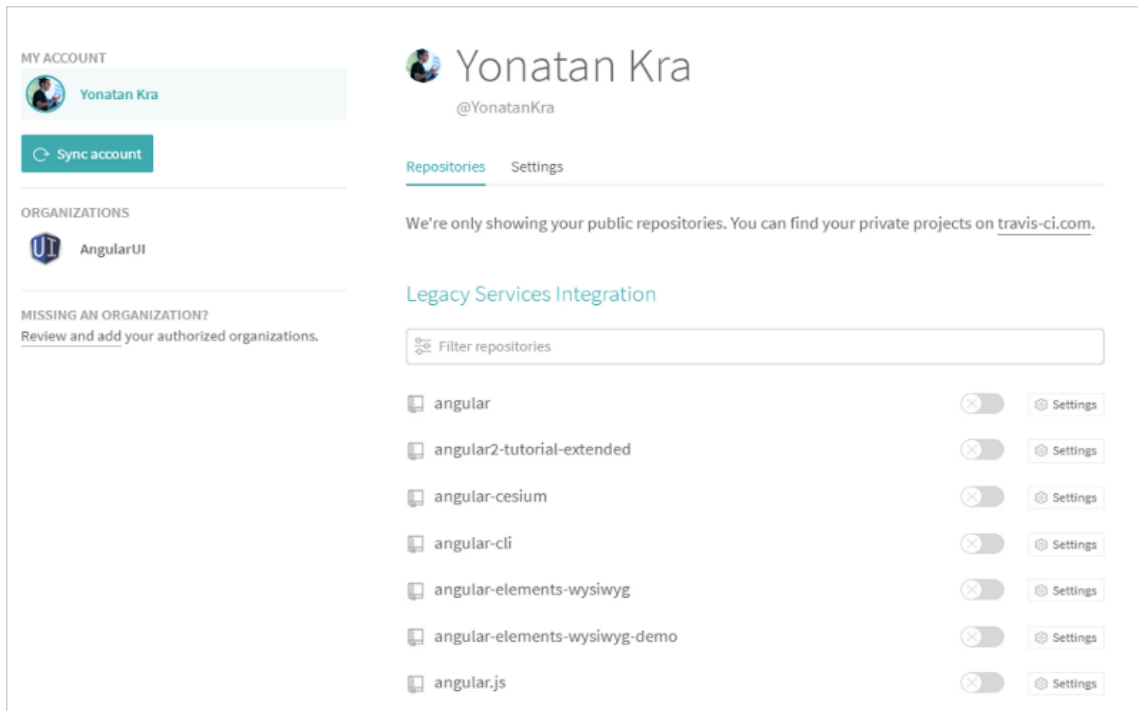 MY ACCOUNT
Yonatan Kra
Sync account
ORGANIZATIONS
UI
AngularUI
MISSING AN ORGANIZATION?
Review and add your authorized organizations.
Yonatan Kra
@YonatanKra
Repositories Settings
We're only showing your public repositories. You can find your private projects on travis-ci.com.
Legacy Services Integration
Filter repositories
angular Settings
angular2-tutorial-extended Settings
angular-cesium Settings
angular-cli Settings
angular-elements-wysiwyg Settings
angular-elements-wysiwyg-demo Settings
angular.js Settings